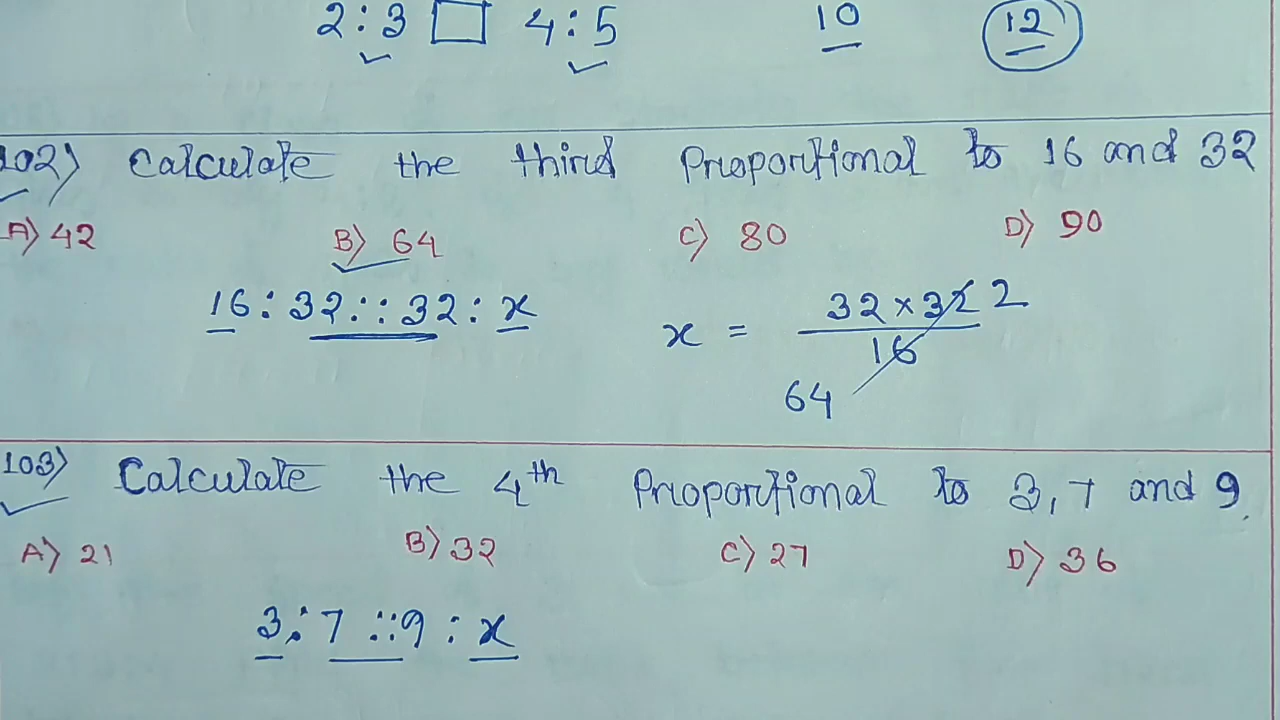 2 : 3 □ 4 : 5 10 12
102) Calculate the third Proportional to 16 and 32
A) 42 B) 64 C) 80 D) 90
16 : 32 :: 32 : x x = 32 × 32 2
16
64
103) Calculate the 4th Proportional to 3, 7 and 9.
A) 21 B) 32 C) 27 D) 36
3 : 7 :: 9 : x